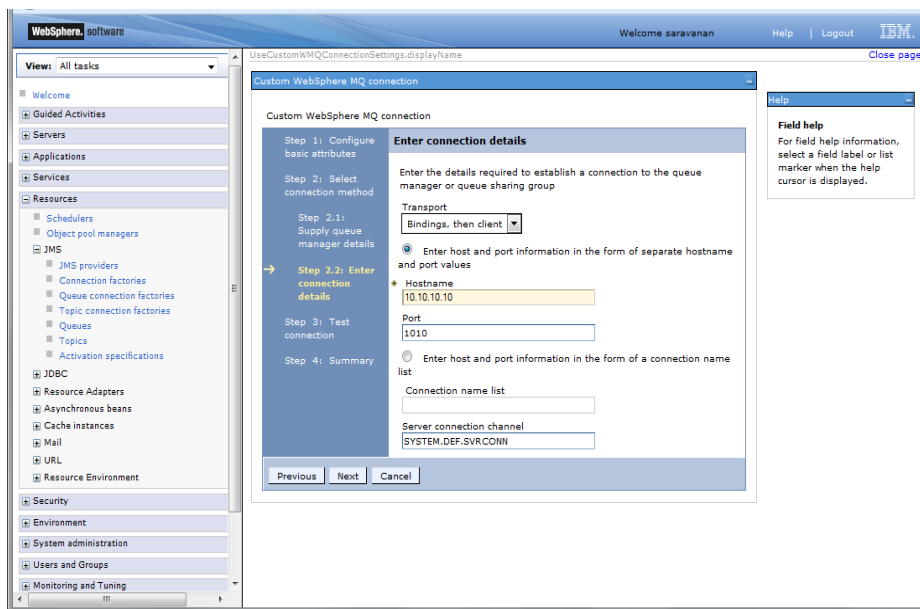 WebSphere. software
Welcome saravanan
Help | Logout
IBM.
View: All tasks
UseCustomWMQConnectionSettings.displayName
Close page
Welcome
Guided Activities
Servers
Applications
Services
Resources
Schedulers
Object pool managers
JMS
JMS providers
Connection factories
Queue connection factories
Topic connection factories
Queues
Topics
Activation specifications
JDBC
Resource Adapters
Asynchronous beans
Cache instances
Mail
URL
Resource Environment
Security
Environment
System administration
Users and Groups
Monitoring and Tuning
Custom WebSphere MQ connection
Custom WebSphere MQ connection
Step 1: Configure
basic attributes
Step 2: Select
connection method
Step 2.1:
Supply queue
manager details
Step 2.2: Enter
connection
details
Step 3: Test
connection
Step 4: Summary
Enter connection details
Enter the details required to establish a connection to the queue
manager or queue sharing group
Transport
Bindings, then client
Enter host and port information in the form of separate hostname
and port values
* Hostname
10.10.10.10
Port
1010
Enter host and port information in the form of a connection name
list
Connection name list
Server connection channel
SYSTEM.DEF.SVRCONN
Previous Next Cancel
Help
Field help
For field help information,
select a field label or list
marker when the help
cursor is displayed.